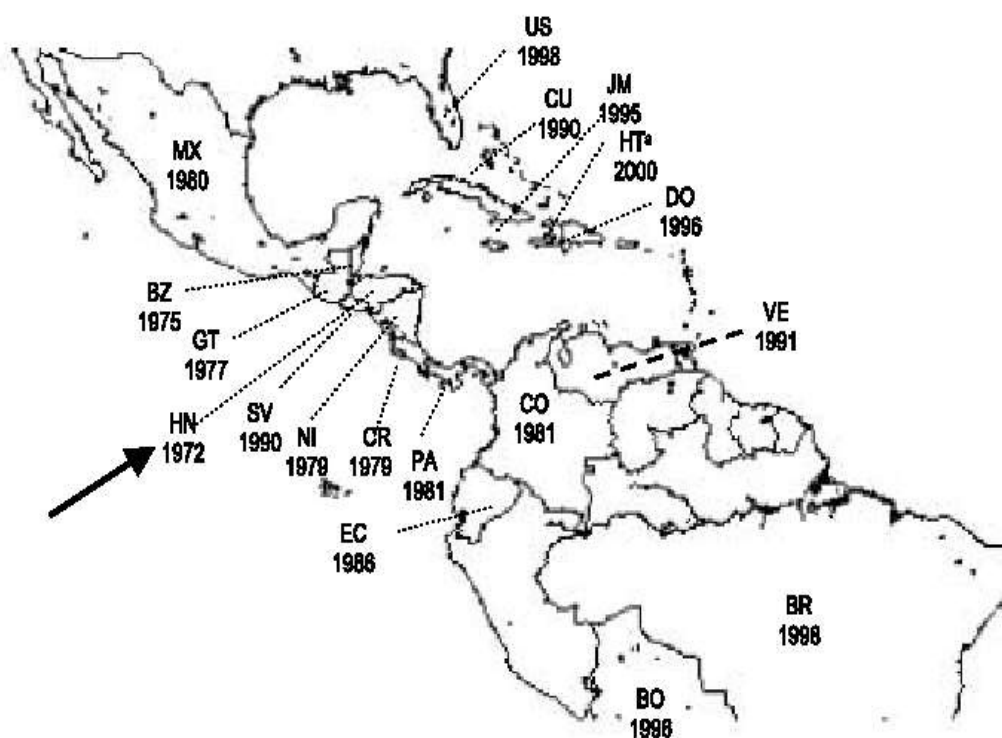 US
1998
JM
1995
CU
1990
HTª
2000
MX
1980
DO
1996
BZ
1975
VE
1991
GT
1977
HN
1972
SV
1990
NI
1979
CR
1979
PA
1981
CO
1981
EC
1986
BR
1998
BO
1996